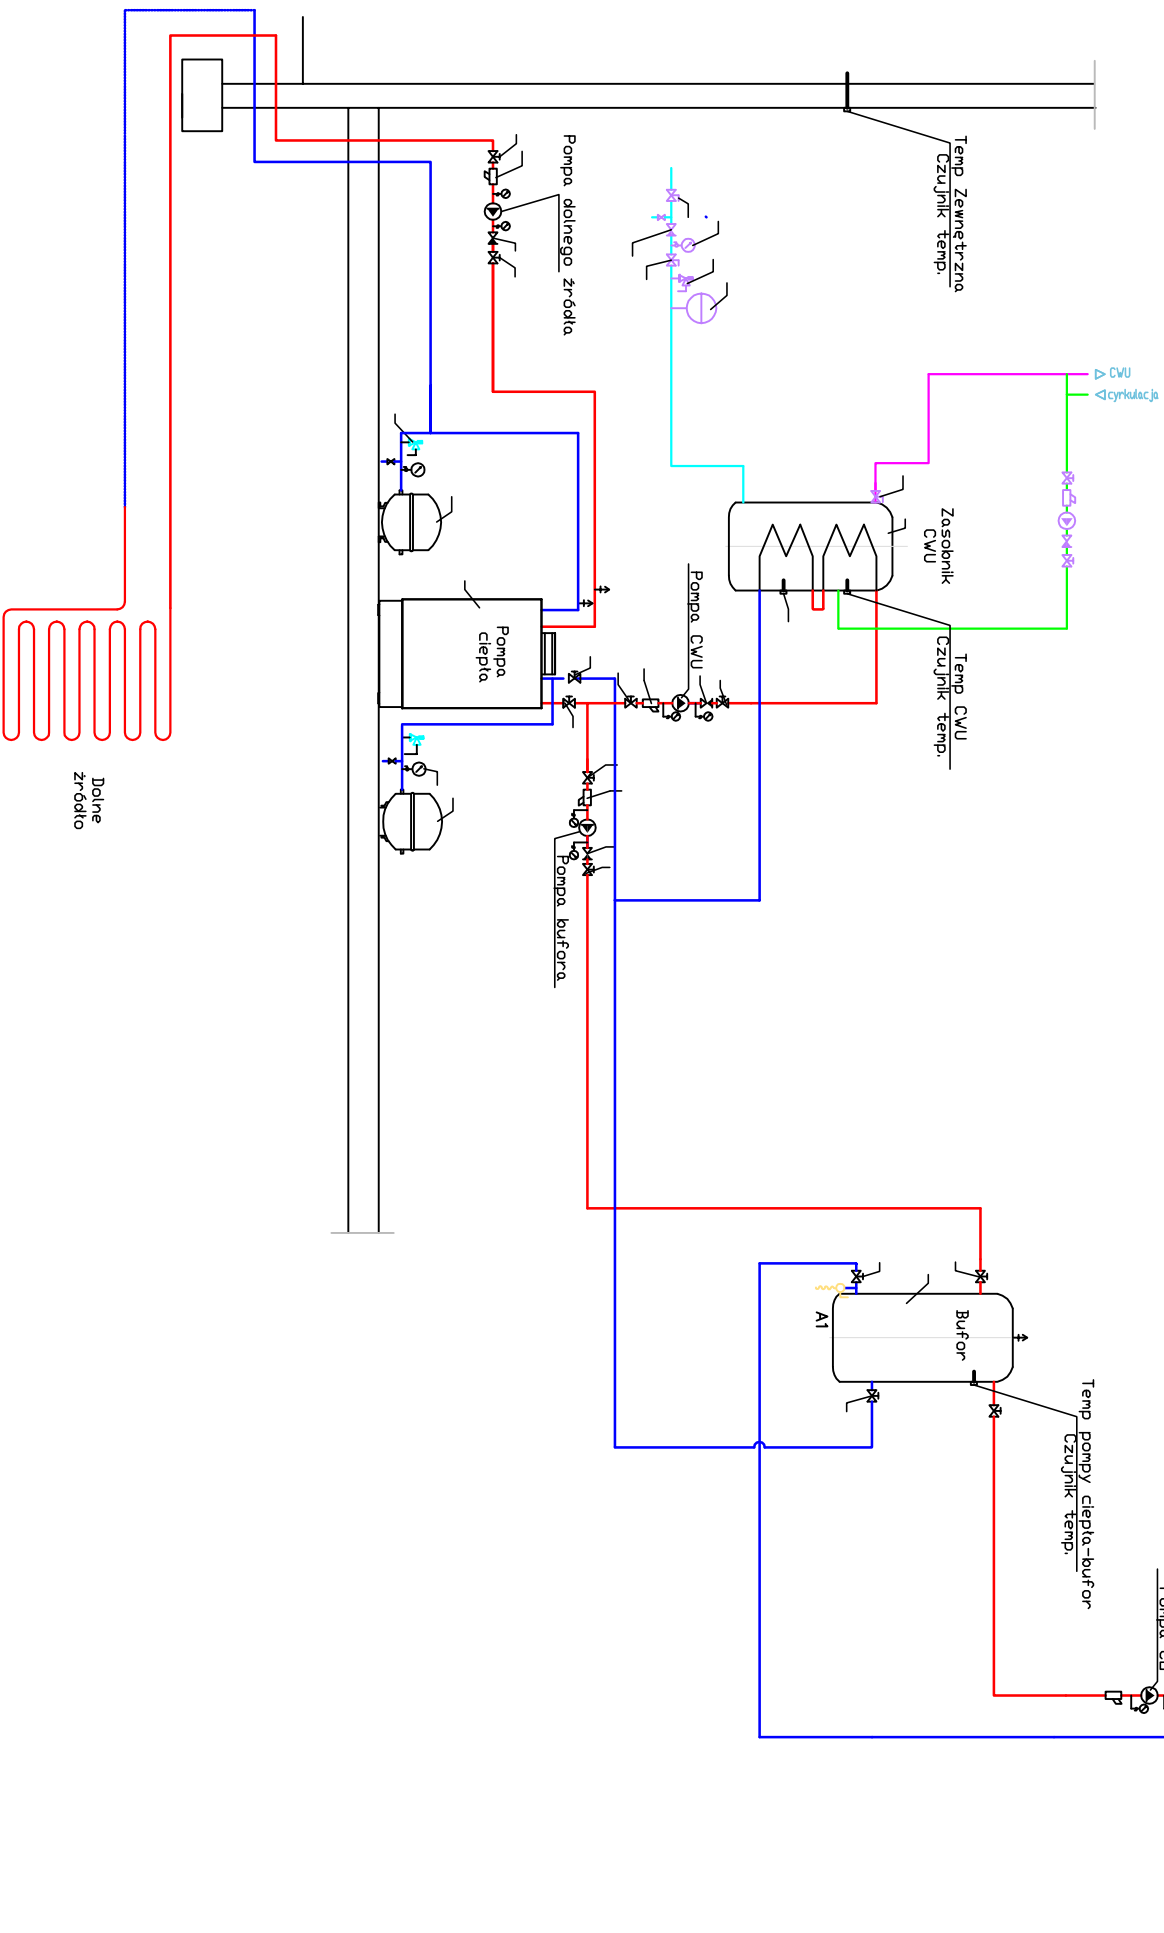 Temp Zewnętrzna
Czujnik temp.
Pompa dolnego źródła
CWU
cyrkulacja
Zasobnik
CWU
Temp CWU
Czujnik temp.
Pompa CWU
Pompa
ciepła
Dolne
źródło
Pompa bufora
Bufor
A1
Temp pompy ciepła-bufor
Czujnik temp.